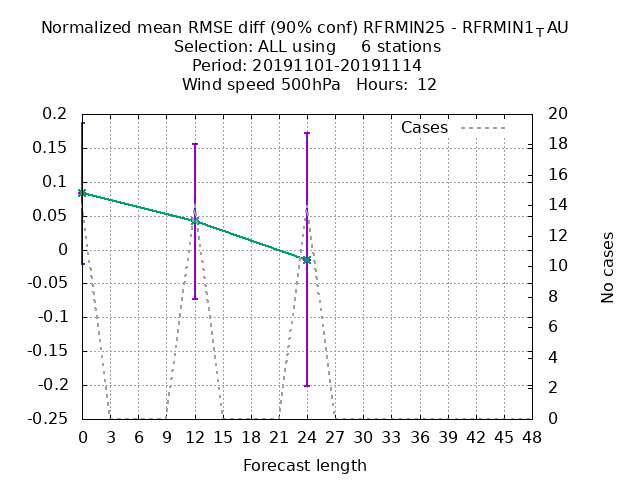 Normalized mean RMSE diff (90% conf) RFRMIN25 - RFRMIN1TAU
Selection: ALL using 6 stations
Period: 20191101-20191114
Wind speed 500hPa Hours: 12
Cases
0.2
0.15
0.1
0.05
0
-0.05
-0.1
-0.15
-0.2
-0.25
20
18
16
14
12
10
8
6
4
2
0
No cases
0 3 6 9 12 15 18 21 24 27 30 33 36 39 42 45 48
Forecast length